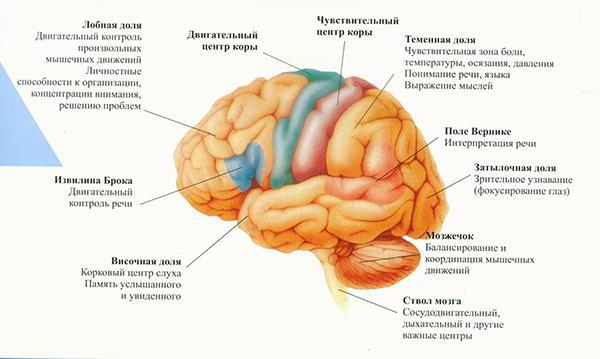 Лобная доля
Двигательный контроль
произвольных
мышечных движений
Личностные
способности к организации,
концентрации внимания,
решению проблем
Двигательный
центр коры
Чувствительный
центр коры
Теменная доля
Чувствительная зона боли,
температуры, осязания, давления
Понимание речи, языка
Выражение мыслей
Поле Вернике
Интерпретация речи
Затылочная доля
Зрительное узнавание
(фокусирование глаз)
Мозжечок
Балансирование и
координация мышечных
движений
Ствол мозга
Сосудодвигательный,
дыхательный и другие
важные центры
Извилина Брока
Двигательный
контроль речи
Височная доля
Корковый центр слуха
Память услышанного
и увиденного